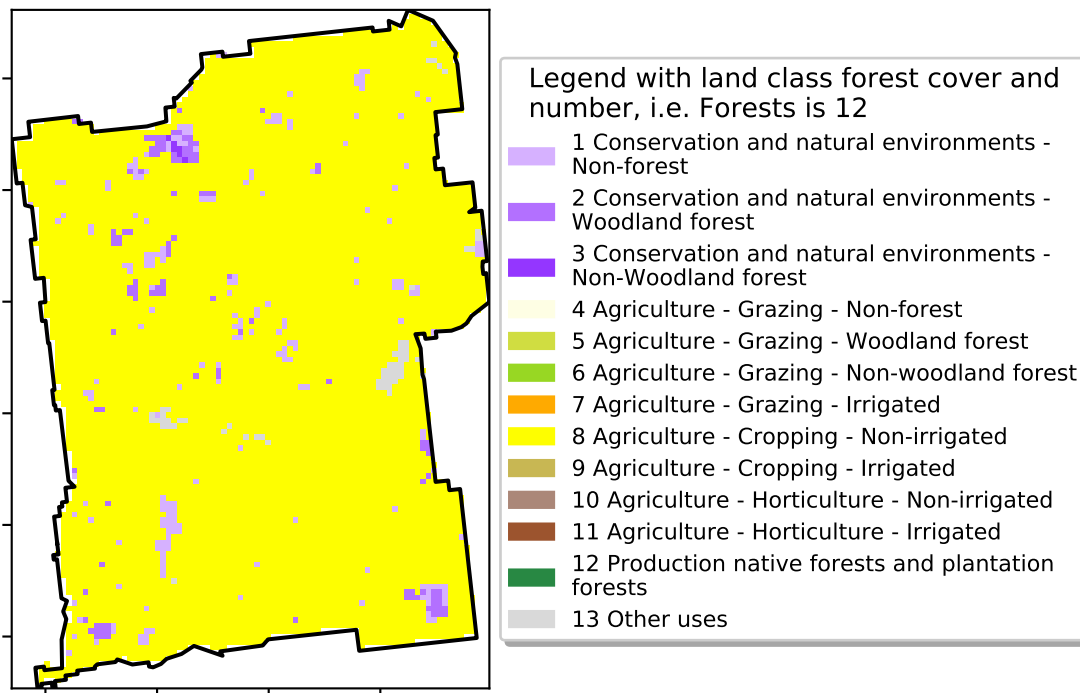 Legend with land class forest cover and
number, i.e. Forests is 12
1 Conservation and natural environments -
Non-forest
2 Conservation and natural environments -
Woodland forest
3 Conservation and natural environments -
Non-Woodland forest
4 Agriculture - Grazing - Non-forest
5 Agriculture - Grazing - Woodland forest
6 Agriculture - Grazing - Non-woodland forest
7 Agriculture - Grazing - Irrigated
8 Agriculture - Cropping - Non-irrigated
9 Agriculture - Cropping - Irrigated
10 Agriculture - Horticulture - Non-irrigated
11 Agriculture - Horticulture - Irrigated
12 Production native forests and plantation
forests
13 Other uses